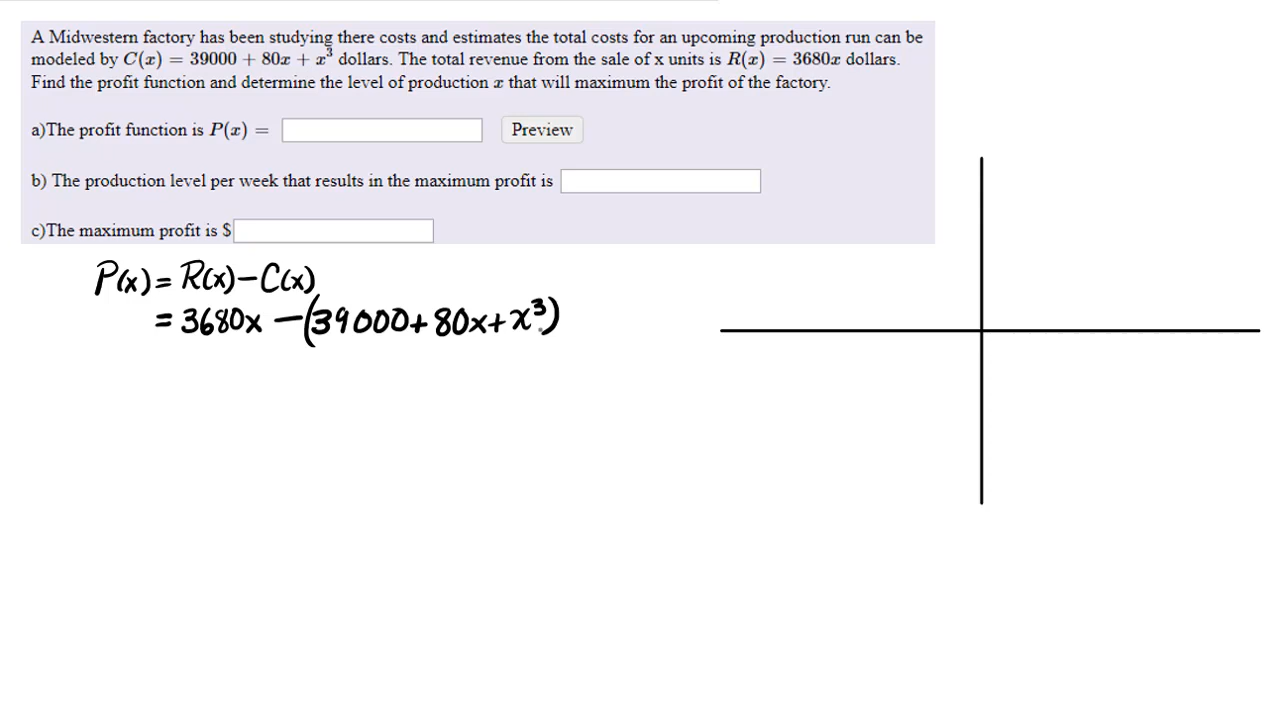 A Midwestern factory has been studying there costs and estimates the total costs for an upcoming production run can be
modeled by C(x) = 39000 + 80x + x³ dollars. The total revenue from the sale of x units is R(x) = 3680x dollars.
Find the profit function and determine the level of production x that will maximum the profit of the factory.
a)The profit function is P(x) = Preview
b) The production level per week that results in the maximum profit is
c)The maximum profit is $
P(x) = R(x) − C(x)
= 3680x − (39000 + 80x + x³)